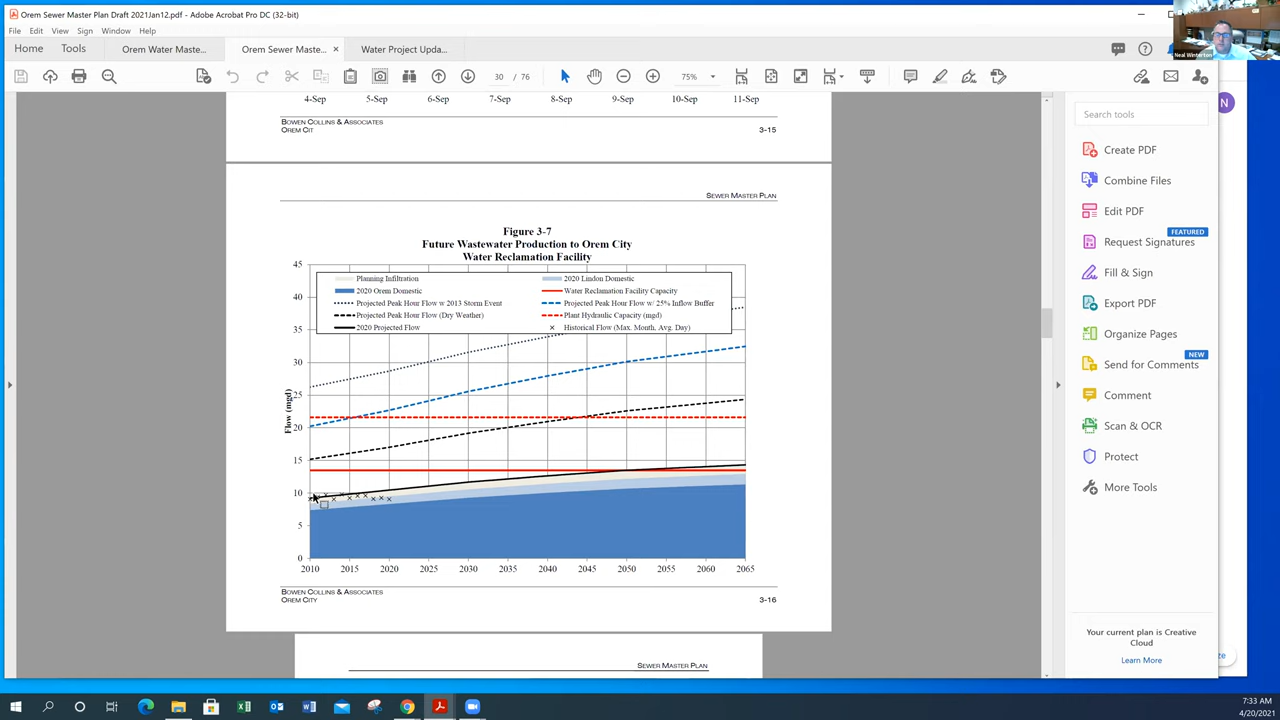 Orem Sewer Master Plan Draft 2021Jan12.pdf - Adobe Acrobat Pro DC (32-bit)
File Edit View Sign Window Help
Neal Winterton
Home Tools Orem Water Maste... Orem Sewer Maste... × Water Project Upda...
30 / 76 75%
4-Sep 5-Sep 6-Sep 7-Sep 8-Sep 9-Sep 10-Sep 11-Sep
BOWEN COLLINS & ASSOCIATES
OREM CIT 3-15
SEWER MASTER PLAN
Figure 3-7
Future Wastewater Production to Orem City
Water Reclamation Facility
Planning Infiltration 2020 Lindon Domestic
2020 Orem Domestic Water Reclamation Facility Capacity
Projected Peak Hour Flow w 2013 Storm Event Projected Peak Hour Flow w/ 25% Inflow Buffer
Projected Peak Hour Flow (Dry Weather) Plant Hydraulic Capacity (mgd)
2020 Projected Flow Historical Flow (Max. Month, Avg. Day)
45
40
35
30
25
20
15
10
5
0
Flow (mgd)
2010 2015 2020 2025 2030 2035 2040 2045 2050 2055 2060 2065
BOWEN COLLINS & ASSOCIATES
OREM CITY 3-16
SEWER MASTER PLAN
Search tools
Create PDF
Combine Files
Edit PDF
FEATURED
Request Signatures
Fill & Sign
Export PDF
Organize Pages
NEW
Send for Comments
Comment
Scan & OCR
Protect
More Tools
Your current plan is Creative
Cloud
Learn More
N
7:33 AM
4/20/2021